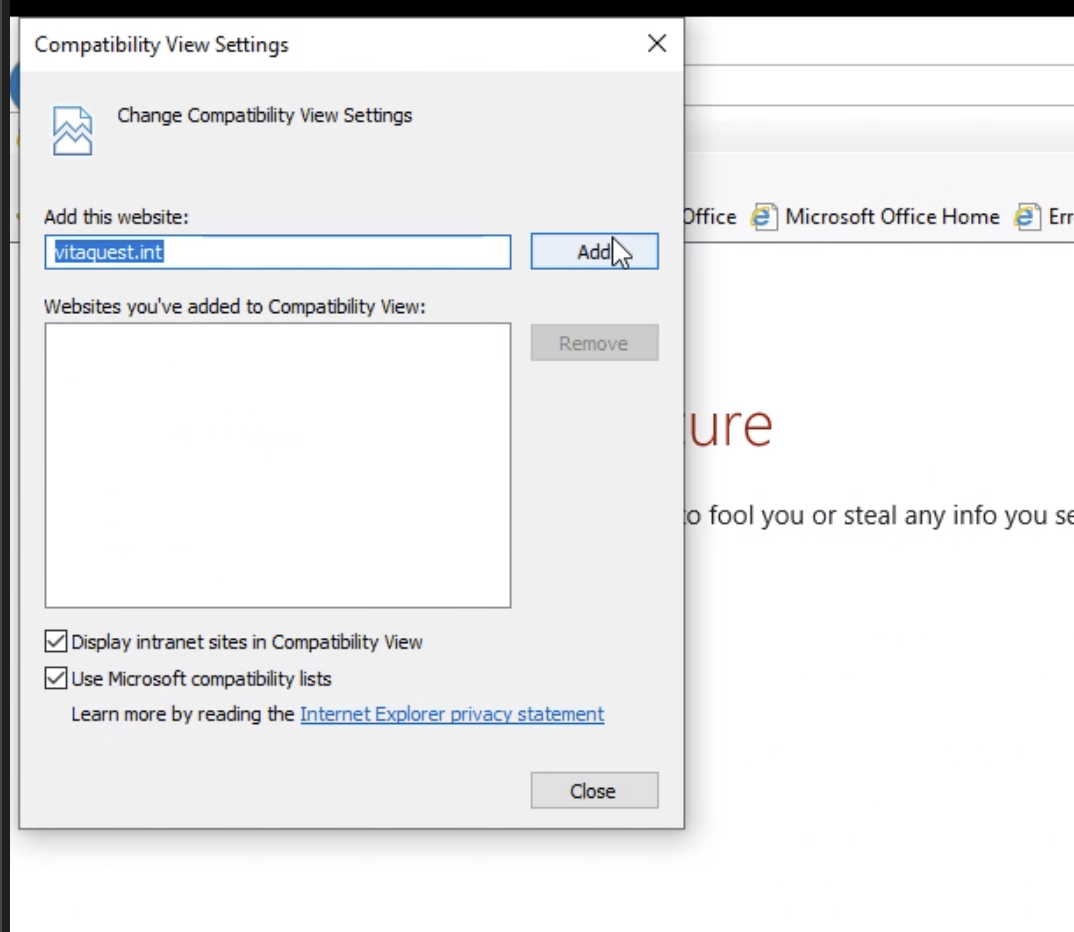 Compatibility View Settings
Change Compatibility View Settings
Add this website:
vitaquest.int
Add
Websites you've added to Compatibility View:
Remove
Display intranet sites in Compatibility View
Use Microsoft compatibility lists
Learn more by reading the Internet Explorer privacy statement
Close
Office Microsoft Office Home Err
ure
to fool you or steal any info you se